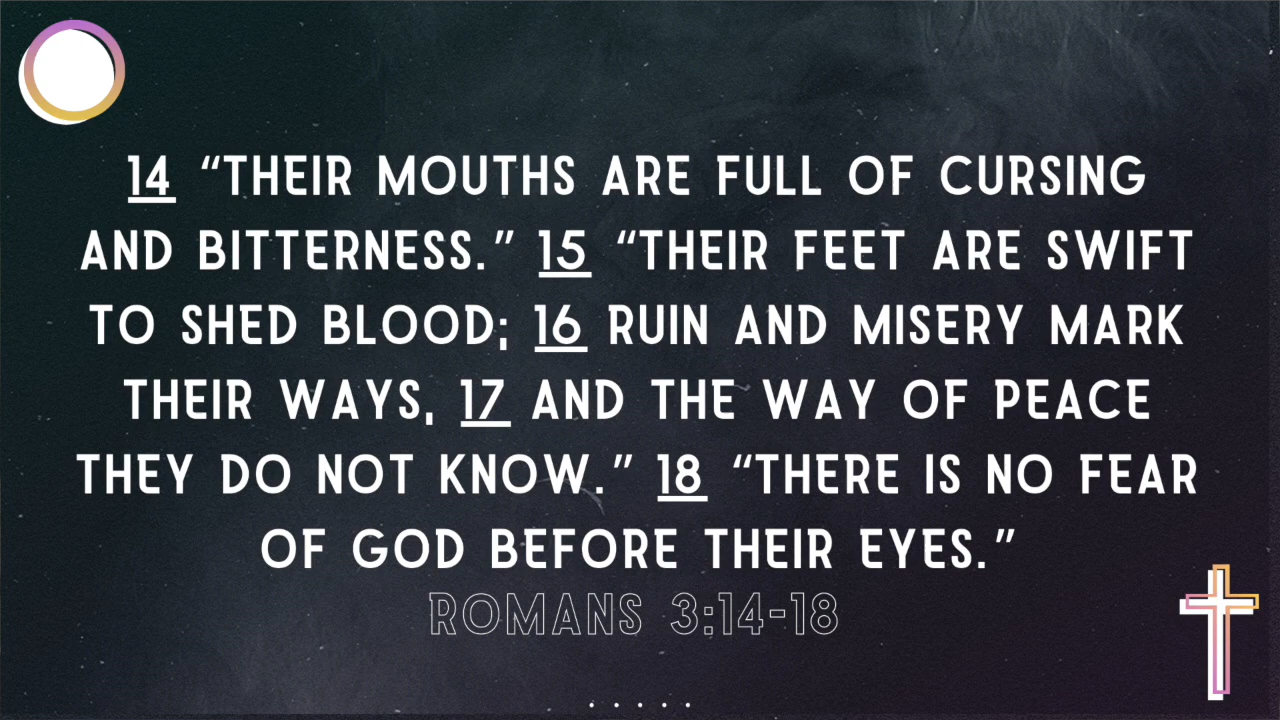 14 “THEIR MOUTHS ARE FULL OF CURSING
AND BITTERNESS.” 15 “THEIR FEET ARE SWIFT
TO SHED BLOOD; 16 RUIN AND MISERY MARK
THEIR WAYS, 17 AND THE WAY OF PEACE
THEY DO NOT KNOW.” 18 “THERE IS NO FEAR
OF GOD BEFORE THEIR EYES.”
ROMANS 3:14-18